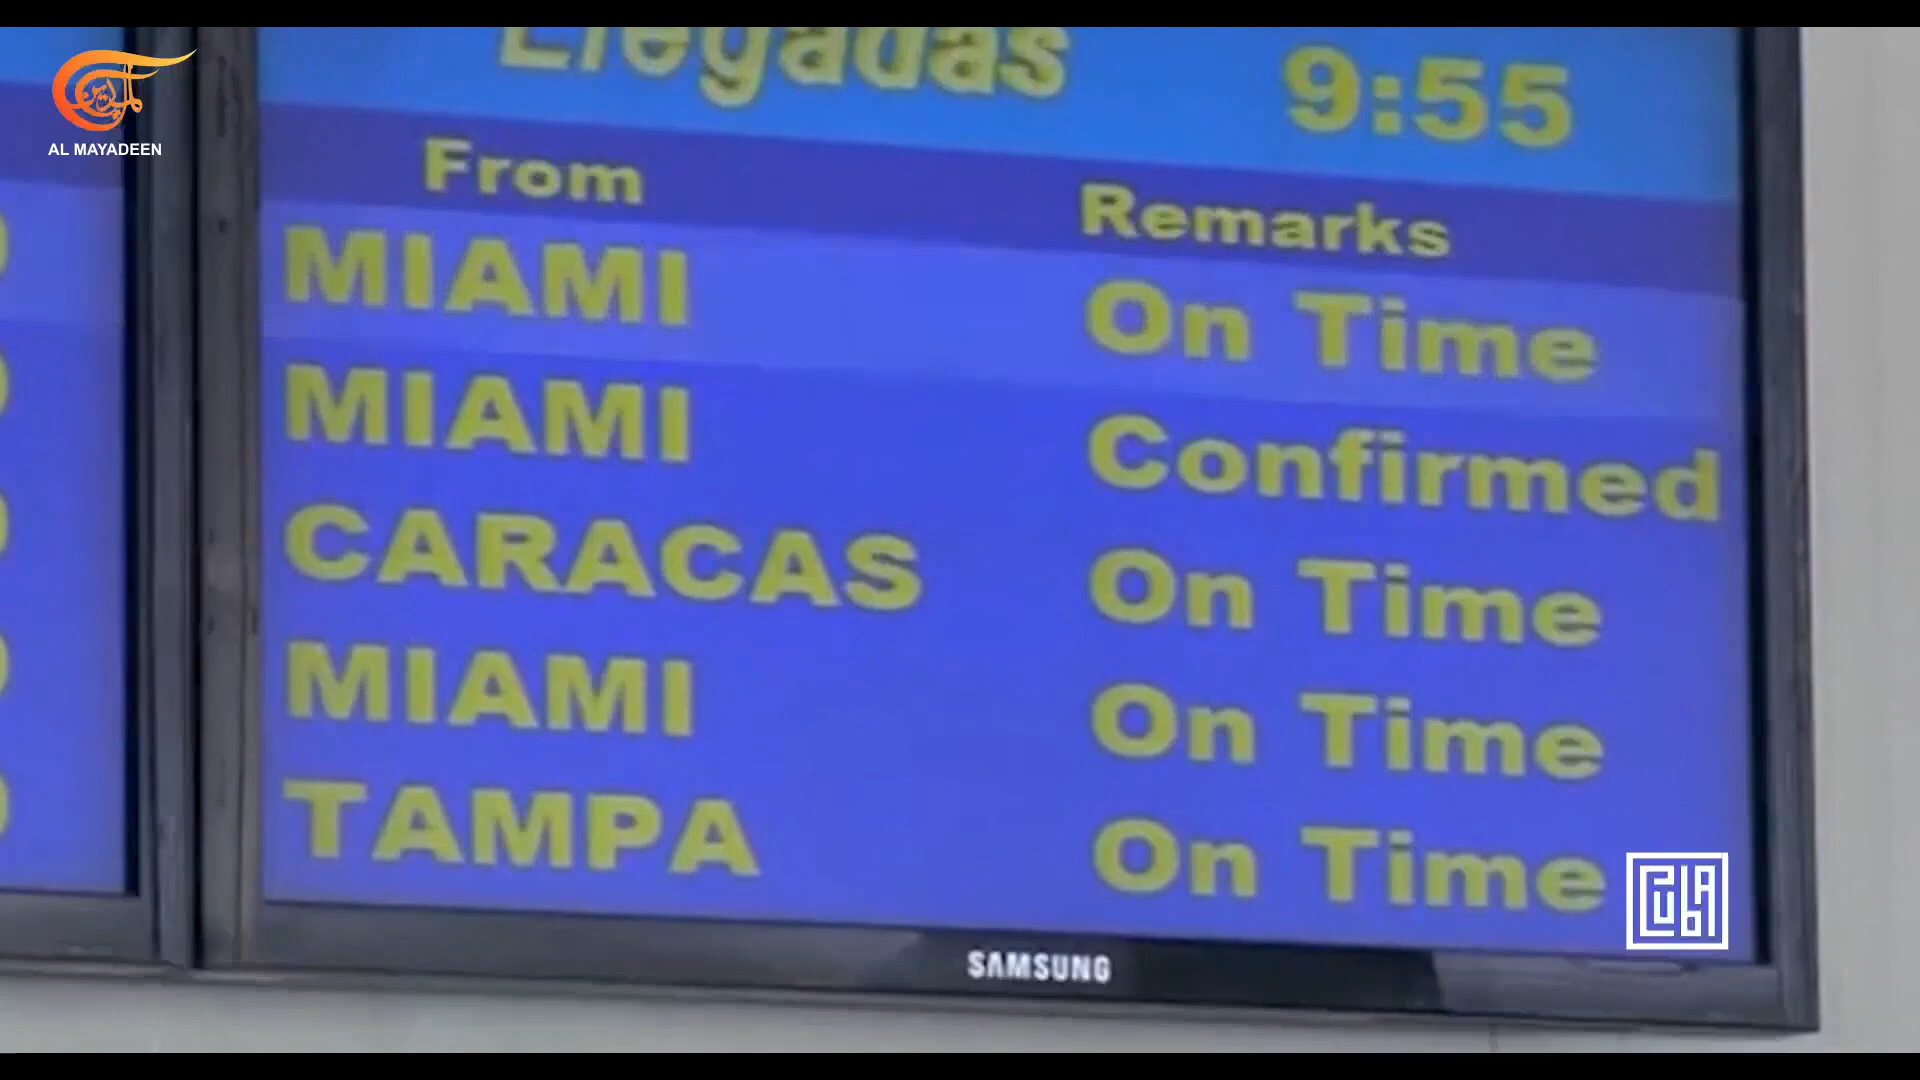 AL MAYADEEN
Llegadas 9:55
From Remarks
MIAMI On Time
MIAMI Confirmed
CARACAS On Time
MIAMI On Time
TAMPA On Time
SAMSUNG